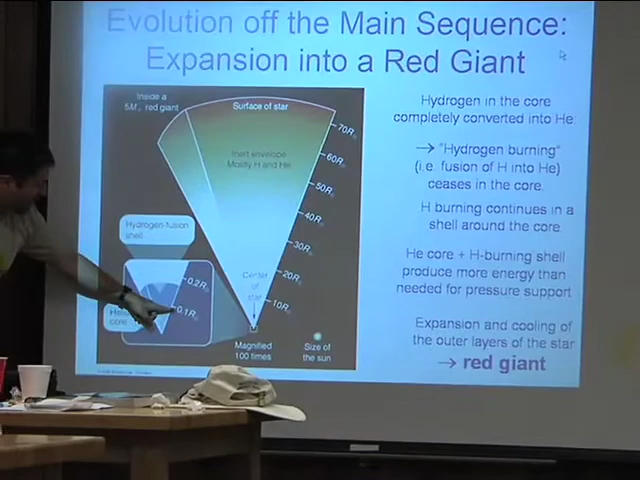 Evolution off the Main Sequence:
Expansion into a Red Giant
Inside a
5M☉ red giant
Surface of star
Inert envelope
Mostly H and He
70R☉
60R☉
50R☉
40R☉
30R☉
20R☉
10R☉
Center
of
star
Hydrogen-fusion
shell
0.2R☉
0.1R☉
core
Magnified
100 times
Size of
the sun
Hydrogen in the core
completely converted into He:
→ "Hydrogen burning"
(i.e. fusion of H into He)
ceases in the core.
H burning continues in a
shell around the core.
He core + H-burning shell
produce more energy than
needed for pressure support
Expansion and cooling of
the outer layers of the star
→ red giant